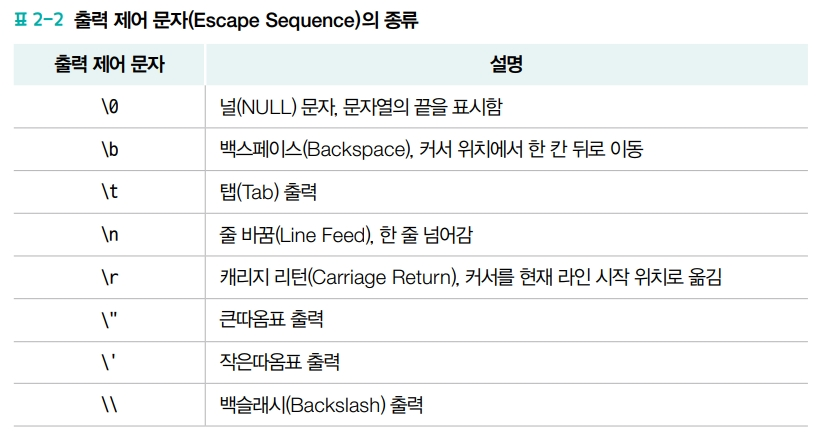 표 2-2 출력 제어 문자(Escape Sequence)의 종류
출력 제어 문자 설명
\0 널(NULL) 문자, 문자열의 끝을 표시함
\b 백스페이스(Backspace), 커서 위치에서 한 칸 뒤로 이동
\t 탭(Tab) 출력
\n 줄 바꿈(Line Feed), 한 줄 넘어감
\r 캐리지 리턴(Carriage Return), 커서를 현재 라인 시작 위치로 옮김
\" 큰따옴표 출력
\' 작은따옴표 출력
\\ 백슬래시(Backslash) 출력